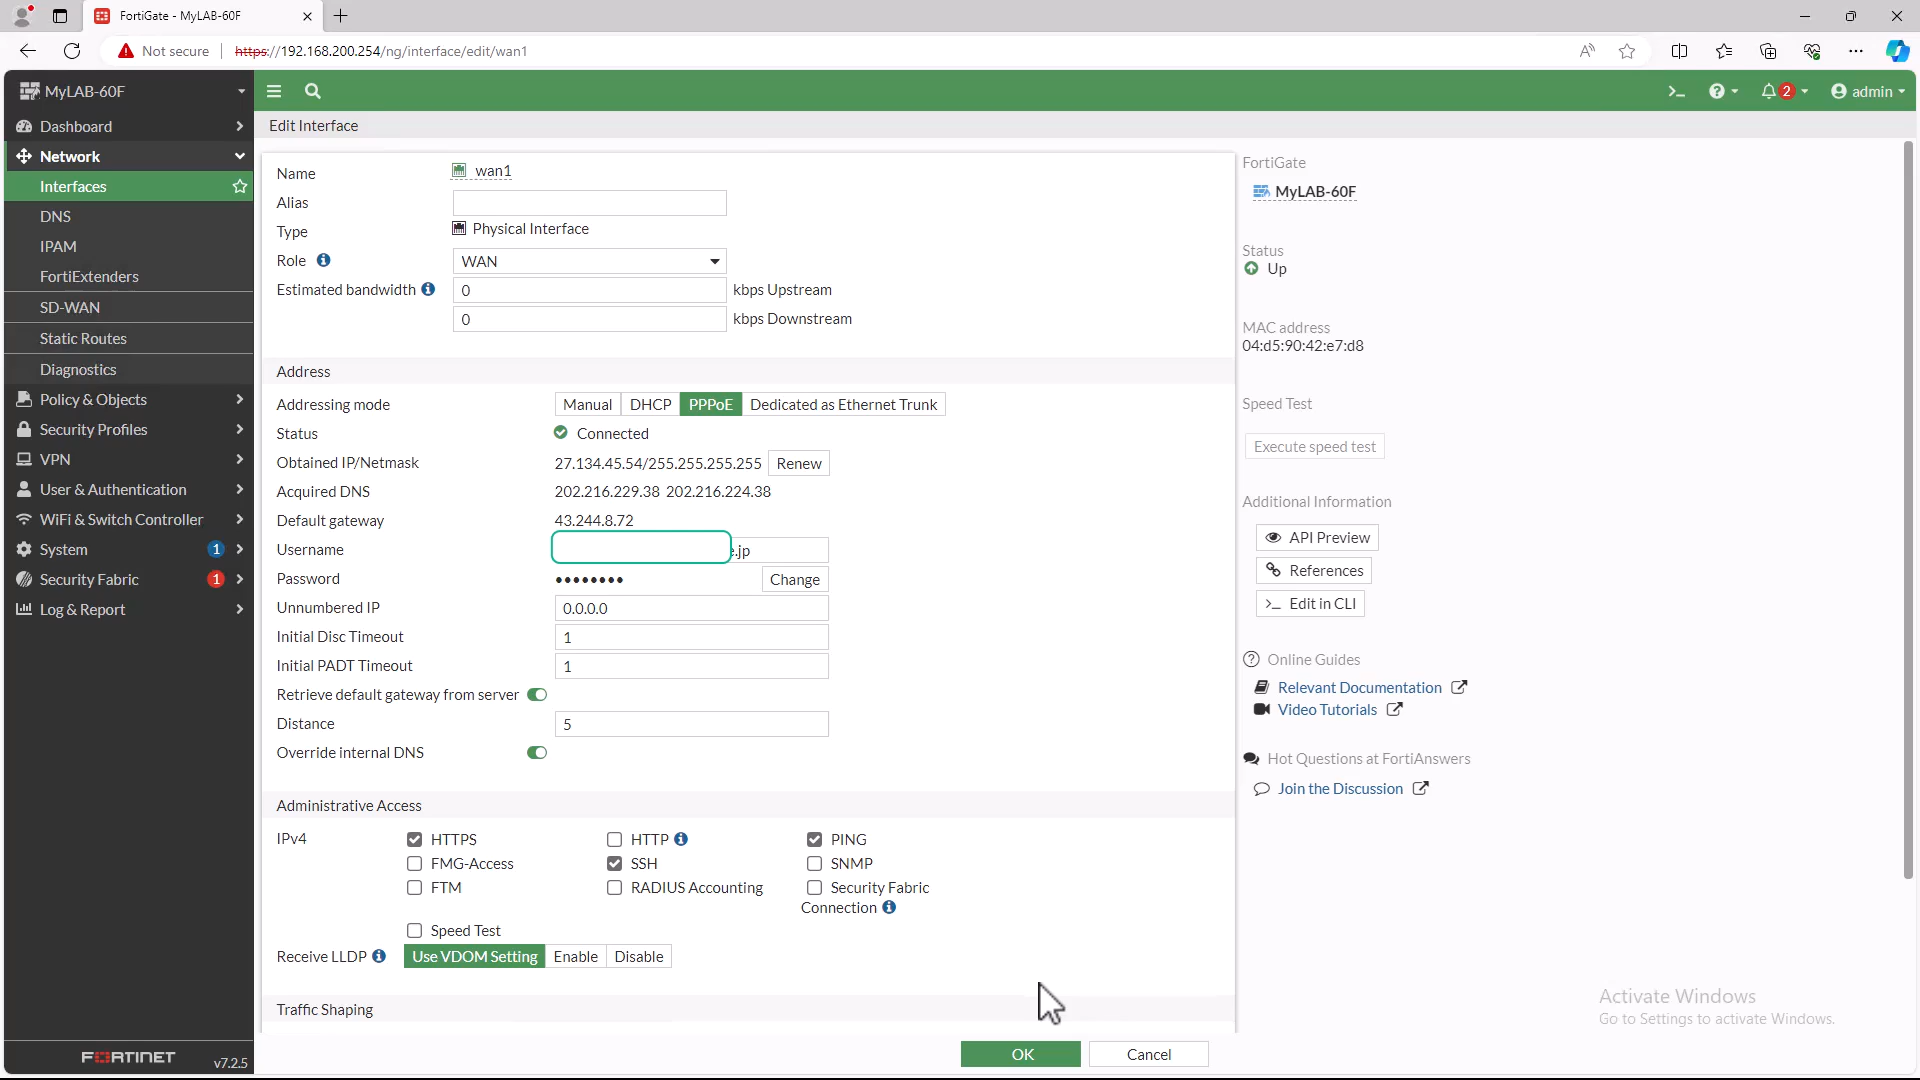 FortiGate - MyLAB-60F
Not secure https://192.168.200.254/ng/interface/edit/wan1
MyLAB-60F
2 admin
Dashboard
Network
Interfaces
DNS
IPAM
FortiExtenders
SD-WAN
Static Routes
Diagnostics
Policy & Objects
Security Profiles
VPN
User & Authentication
WiFi & Switch Controller
System 1
Security Fabric 1
Log & Report
FORTINET v7.2.5
Edit Interface
Name wan1
Alias
Type Physical Interface
Role WAN
Estimated bandwidth 0 kbps Upstream
0 kbps Downstream
Address
Addressing mode Manual DHCP PPPoE Dedicated as Ethernet Trunk
Status Connected
Obtained IP/Netmask 27.134.45.54/255.255.255.255 Renew
Acquired DNS 202.216.229.38 202.216.224.38
Default gateway 43.244.8.72
Username e.jp
Password •••••••• Change
Unnumbered IP 0.0.0.0
Initial Disc Timeout 1
Initial PADT Timeout 1
Retrieve default gateway from server
Distance 5
Override internal DNS
Administrative Access
IPv4 HTTPS HTTP PING
FMG-Access SSH SNMP
FTM RADIUS Accounting Security Fabric
Connection
Speed Test
Receive LLDP Use VDOM Setting Enable Disable
Traffic Shaping
OK Cancel
FortiGate
MyLAB-60F
Status
Up
MAC address
04:d5:90:42:e7:d8
Speed Test
Execute speed test
Additional Information
API Preview
References
>_ Edit in CLI
Online Guides
Relevant Documentation
Video Tutorials
Hot Questions at FortiAnswers
Join the Discussion
Activate Windows
Go to Settings to activate Windows.